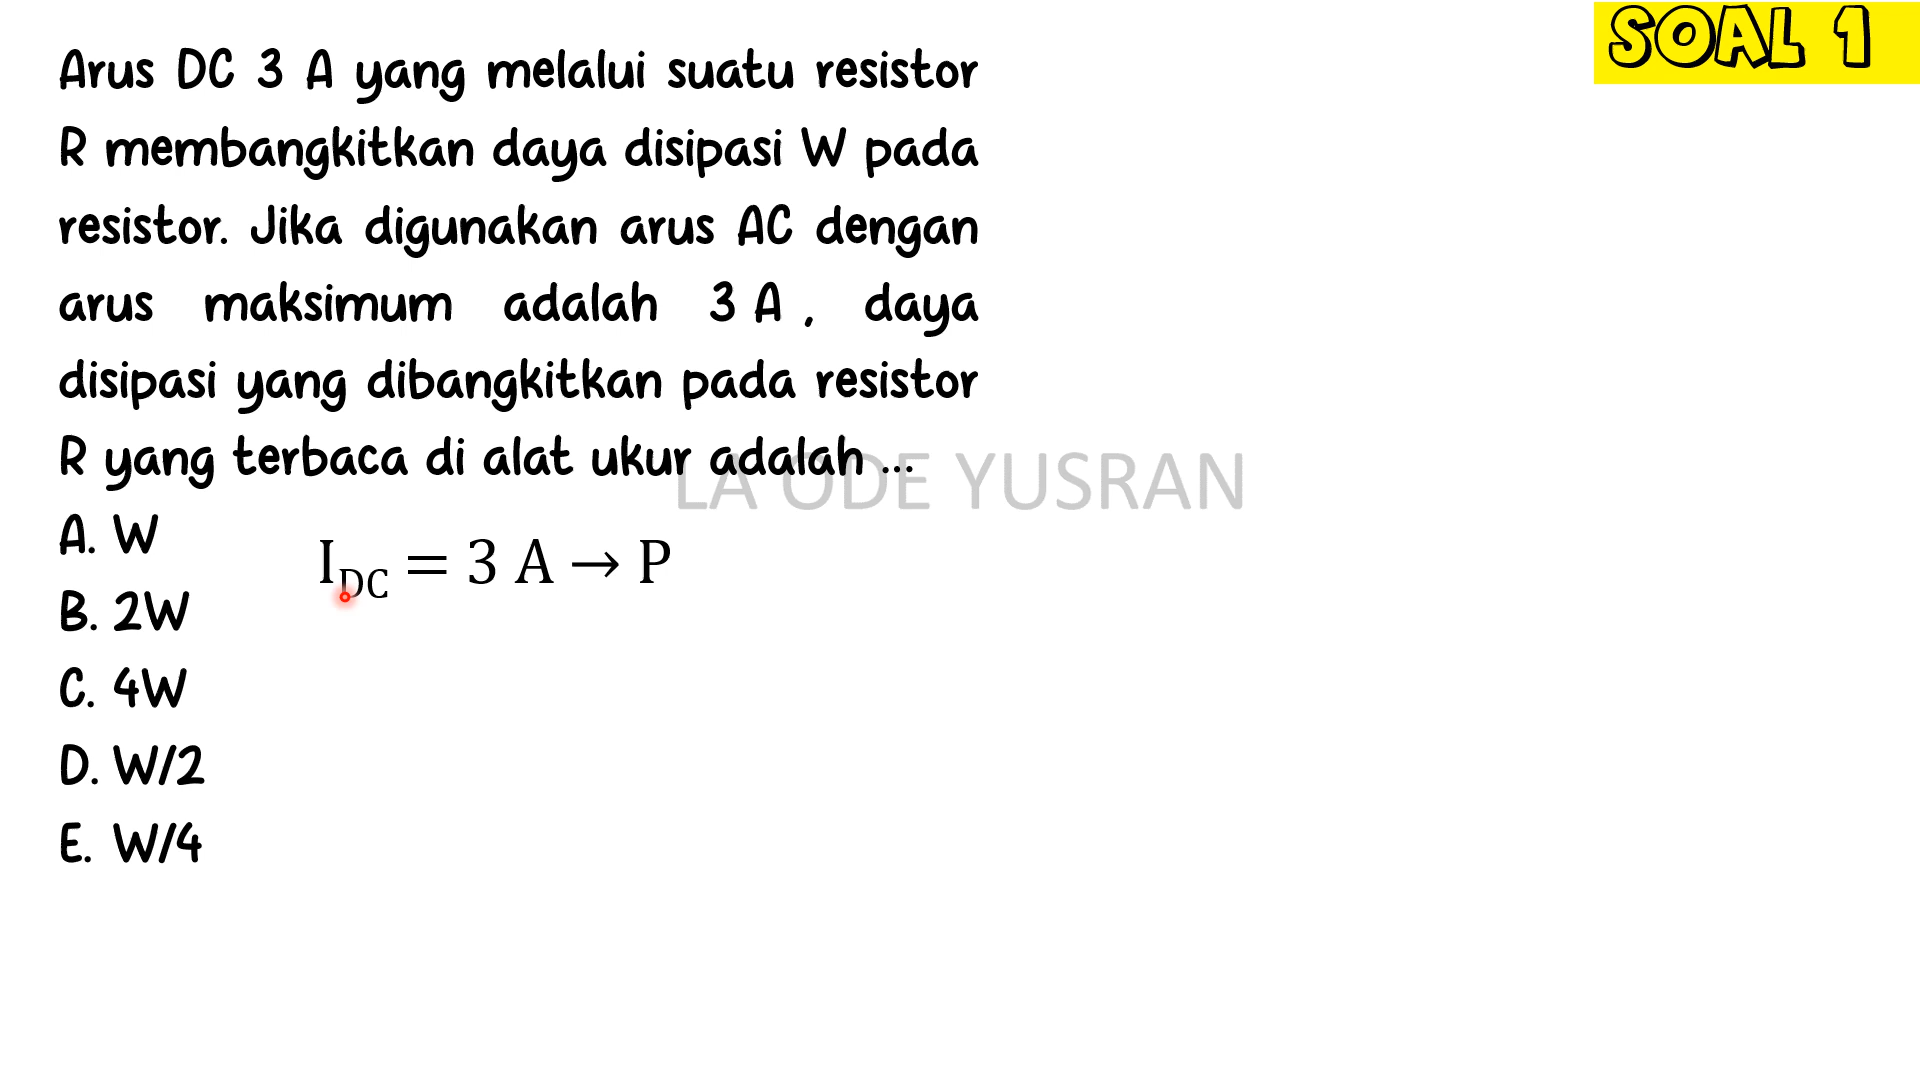 SOAL 1
Arus DC 3 A yang melalui suatu resistor
R membangkitkan daya disipasi W pada
resistor. Jika digunakan arus AC dengan
arus maksimum adalah 3 A , daya
disipasi yang dibangkitkan pada resistor
R yang terbaca di alat ukur adalah ...
LA ODE YUSRAN
A. W
I_DC = 3 A → P
B. 2W
C. 4W
D. W/2
E. W/4